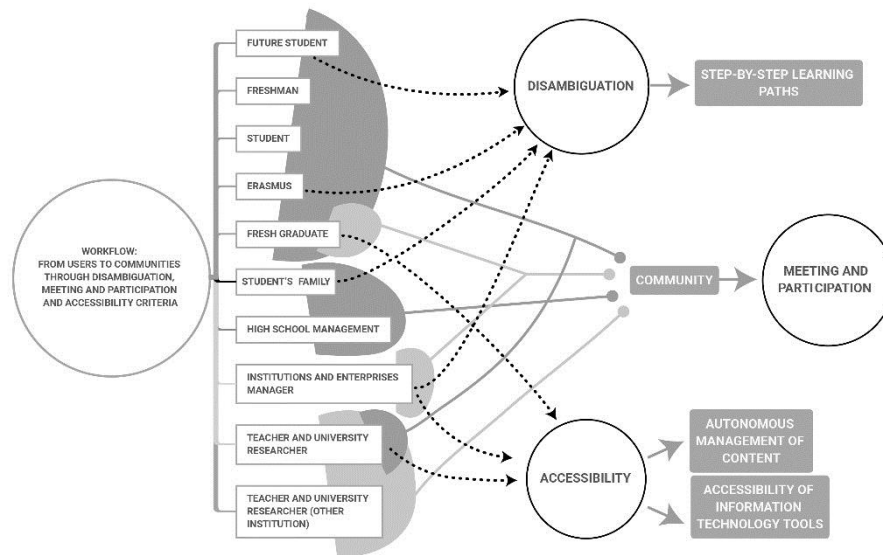 WORKFLOW:
FROM USERS TO COMMUNITIES
THROUGH DISAMBIGUATION,
MEETING AND PARTICIPATION
AND ACCESSIBILITY CRITERIA
FUTURE STUDENT
FRESHMAN
STUDENT
ERASMUS
FRESH GRADUATE
STUDENT'S FAMILY
HIGH SCHOOL MANAGEMENT
INSTITUTIONS AND ENTERPRISES
MANAGER
TEACHER AND UNIVERSITY
RESEARCHER
TEACHER AND UNIVERSITY
RESEARCHER (OTHER
INSTITUTION)
DISAMBIGUATION
STEP-BY-STEP LEARNING
PATHS
COMMUNITY
MEETING AND
PARTICIPATION
ACCESSIBILITY
AUTONOMOUS
MANAGEMENT OF
CONTENT
ACCESSIBILITY OF
INFORMATION
TECHNOLOGY TOOLS